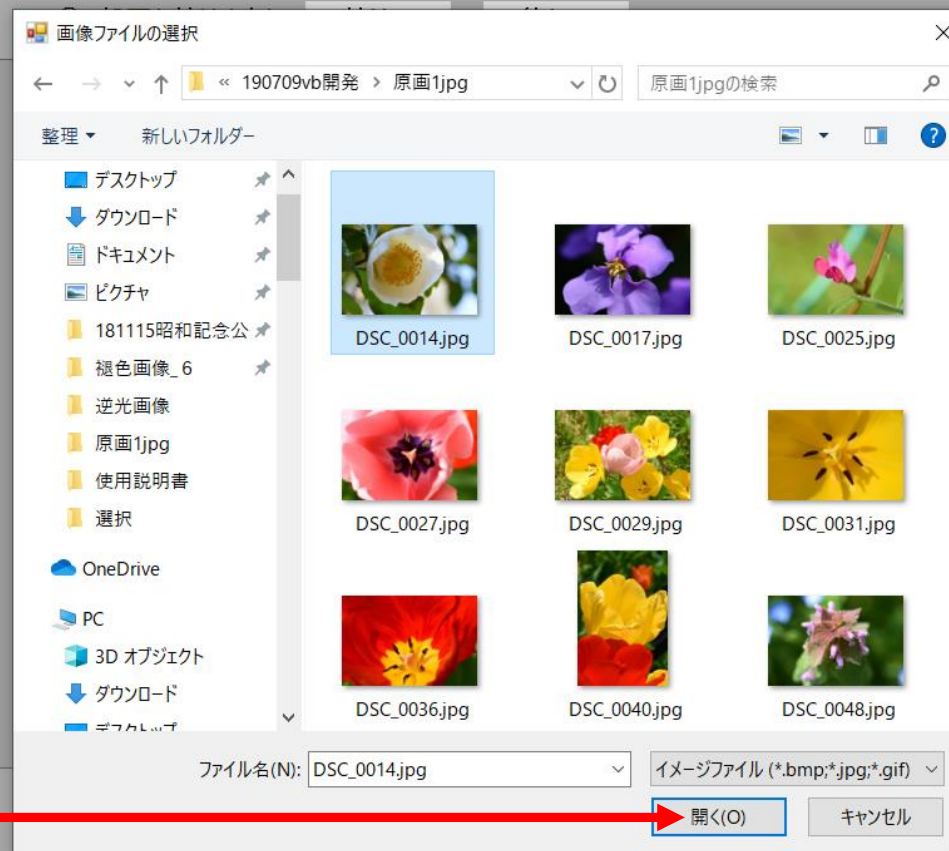 画像ファイルの選択
« 190709vb開発 › 原画1jpg
原画1jpgの検索
整理
新しいフォルダー
デスクトップ
ダウンロード
ドキュメント
ピクチャ
181115昭和記念公
褪色画像_6
逆光画像
原画1jpg
使用説明書
選択
OneDrive
PC
3D オブジェクト
ダウンロード
DSC_0014.jpg
DSC_0017.jpg
DSC_0025.jpg
DSC_0027.jpg
DSC_0029.jpg
DSC_0031.jpg
DSC_0036.jpg
DSC_0040.jpg
DSC_0048.jpg
ファイル名(N):
DSC_0014.jpg
イメージファイル (*.bmp;*.jpg;*.gif)
開く(O)
キャンセル